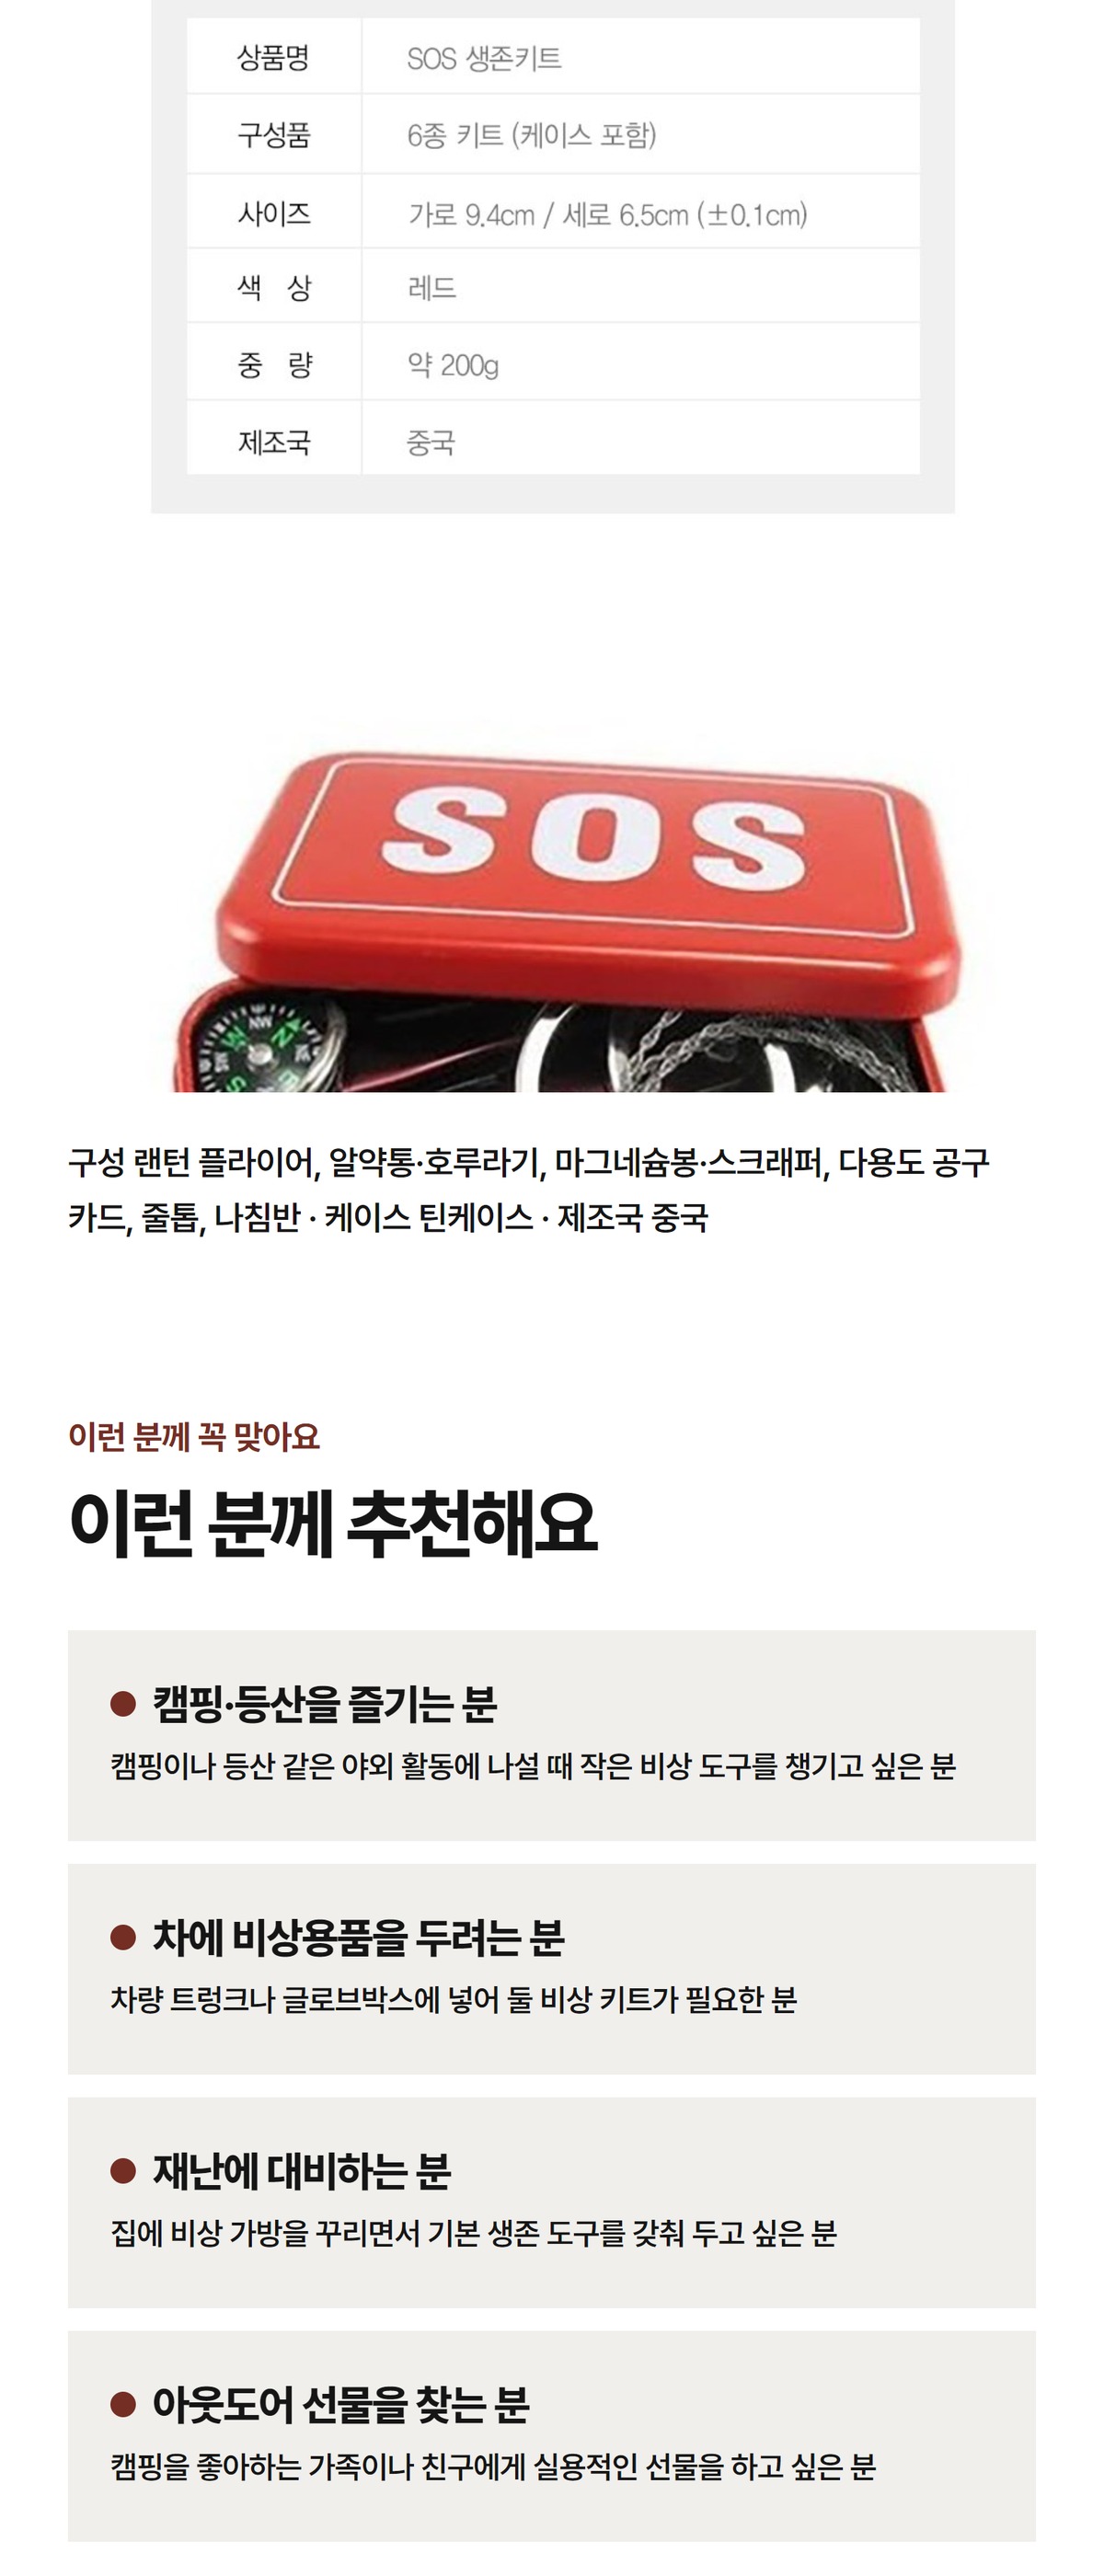 상품명 SOS 생존키트
구성품 6종 키트 (케이스 포함)
사이즈 가로 9.4cm / 세로 6.5cm (±0.1cm)
색 상 레드
중 량 약 200g
제조국 중국
SOS
NW
N
W
E
S
구성 랜턴 플라이어, 알약통·호루라기, 마그네슘봉·스크래퍼, 다용도 공구
카드, 줄톱, 나침반 · 케이스 틴케이스 · 제조국 중국
이런 분께 꼭 맞아요
이런 분께 추천해요
캠핑·등산을 즐기는 분
캠핑이나 등산 같은 야외 활동에 나설 때 작은 비상 도구를 챙기고 싶은 분
차에 비상용품을 두려는 분
차량 트렁크나 글로브박스에 넣어 둘 비상 키트가 필요한 분
재난에 대비하는 분
집에 비상 가방을 꾸리면서 기본 생존 도구를 갖춰 두고 싶은 분
아웃도어 선물을 찾는 분
캠핑을 좋아하는 가족이나 친구에게 실용적인 선물을 하고 싶은 분